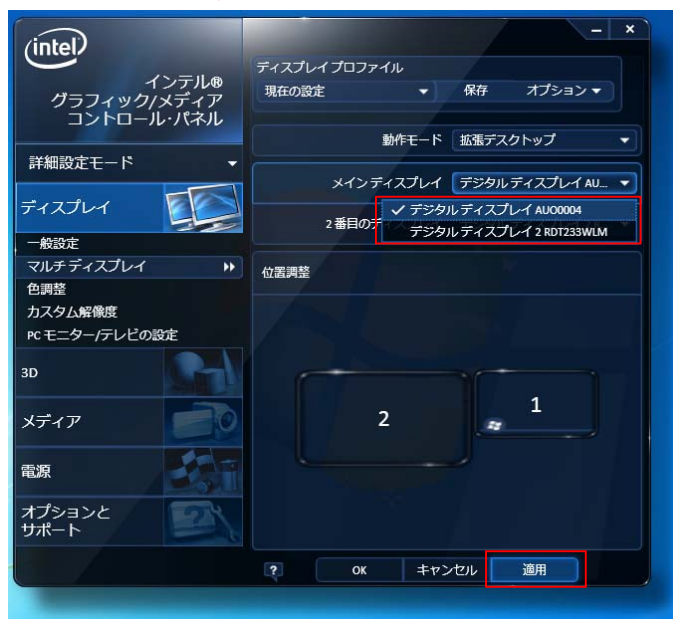 intel
インテル®
グラフィック/メディア
コントロール・パネル
詳細設定モード
ディスプレイ
一般設定
マルチ ディスプレイ
色調整
カスタム解像度
PC モニター/テレビの設定
3D
メディア
電源
オプションと
サポート
ディスプレイ プロファイル
現在の設定
保存
オプション
動作モード
拡張デスクトップ
メイン ディスプレイ
デジタル ディスプレイ AU...
デジタル ディスプレイ AUO0004
デジタル ディスプレイ 2 RDT233WLM
2 番目のデ
位置調整
2
1
?
OK
キャンセル
適用